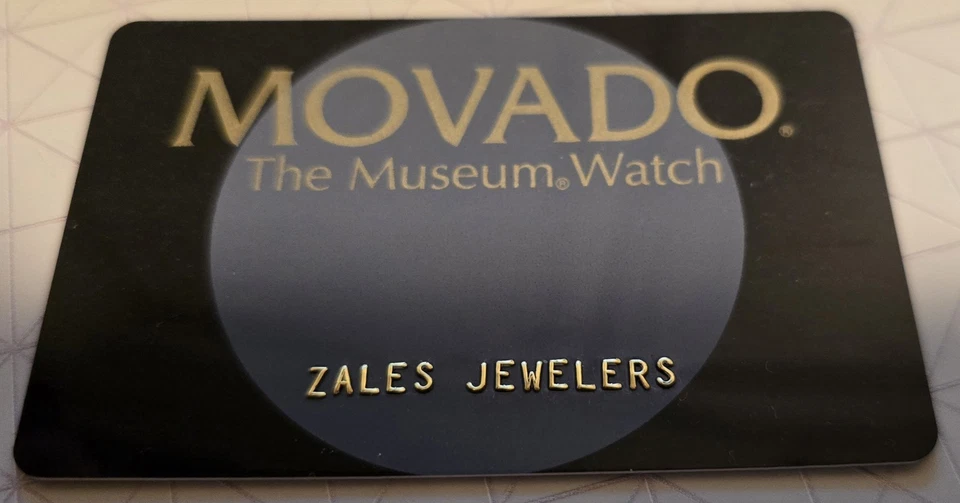 MOVADO®
The Museum®Watch
ZALES JEWELERS